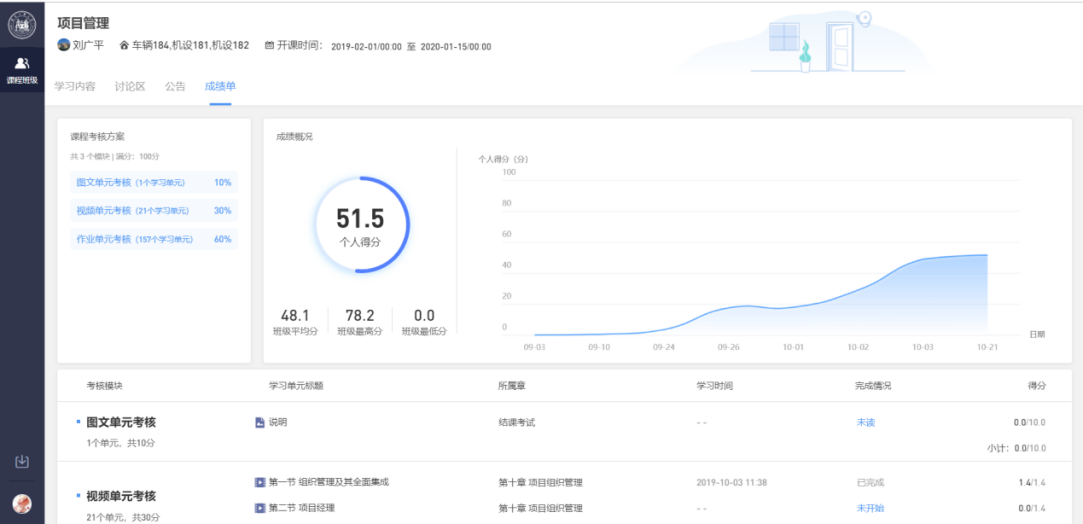 项目管理
刘广平 车辆184,机设181,机设182 开课时间: 2019-02-01/00:00 至 2020-01-15/00:00
课程班级
学习内容 讨论区 公告 成绩单
课程考核方案
共 3 个模块 | 满分: 100分
图文单元考核 (1个学习单元) 10%
视频单元考核 (21个学习单元) 30%
作业单元考核 (157个学习单元) 60%
成绩概况
51.5
个人得分
48.1 78.2 0.0
班级平均分 班级最高分 班级最低分
个人得分 (分)
100
80
60
40
20
0
日期
09-03 09-10 09-24 09-26 10-01 10-02 10-03 10-21
考核模块 学习单元标题 所属章 学习时间 完成情况 得分
图文单元考核 说明 结课考试 - - 未读 0.0/10.0
1个单元, 共10分 小计: 0.0/10.0
第一节 组织管理及其全面集成 第十章 项目组织管理 2019-10-03 11:38 已完成 1.4/1.4
视频单元考核
第二节 项目经理 第十章 项目组织管理 - - 未开始 0.0/1.4
21个单元, 共30分